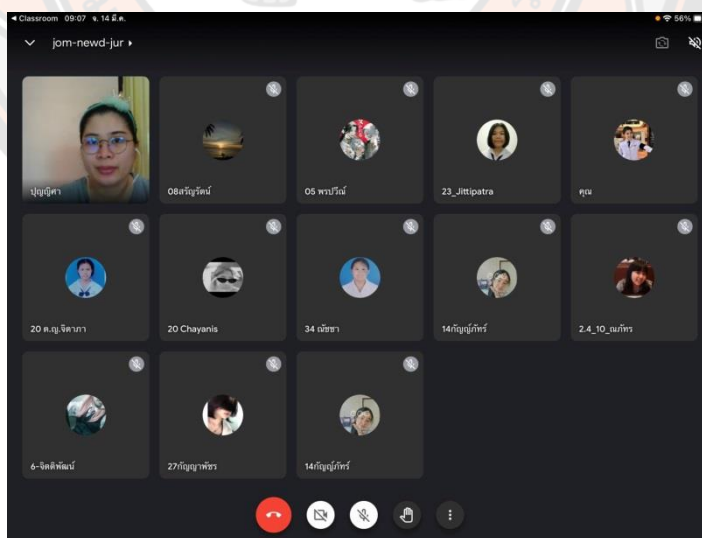 Classroom 09:07 จ. 14 มี.ค.
56%
jom-newd-jur
ปุญญิศา
08สรัญรัตน์
05 พรปวีณ์
23_Jittipatra
คุณ
20 ด.ญ.จิดาภา
20 Chayanis
34 ณัชชา
14กัญญ์ภัทร์
2.4_10_ณภัทร
6-จิตติพัฒน์
27กัญญาพัชร
14กัญญ์ภัทร์